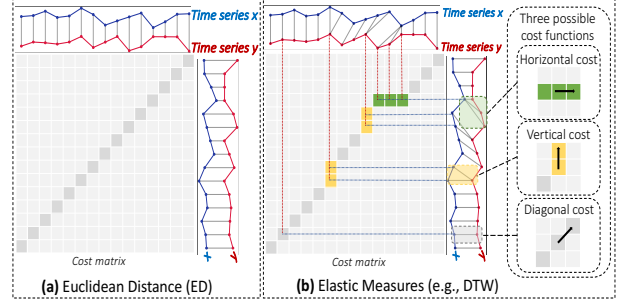 Time series x
Time series y
Cost matrix
x
y
(a) Euclidean Distance (ED)
Time series x
Time series y
Cost matrix
x
y
(b) Elastic Measures (e.g., DTW)
Three possible
cost functions
Horizontal cost
Vertical cost
Diagonal cost